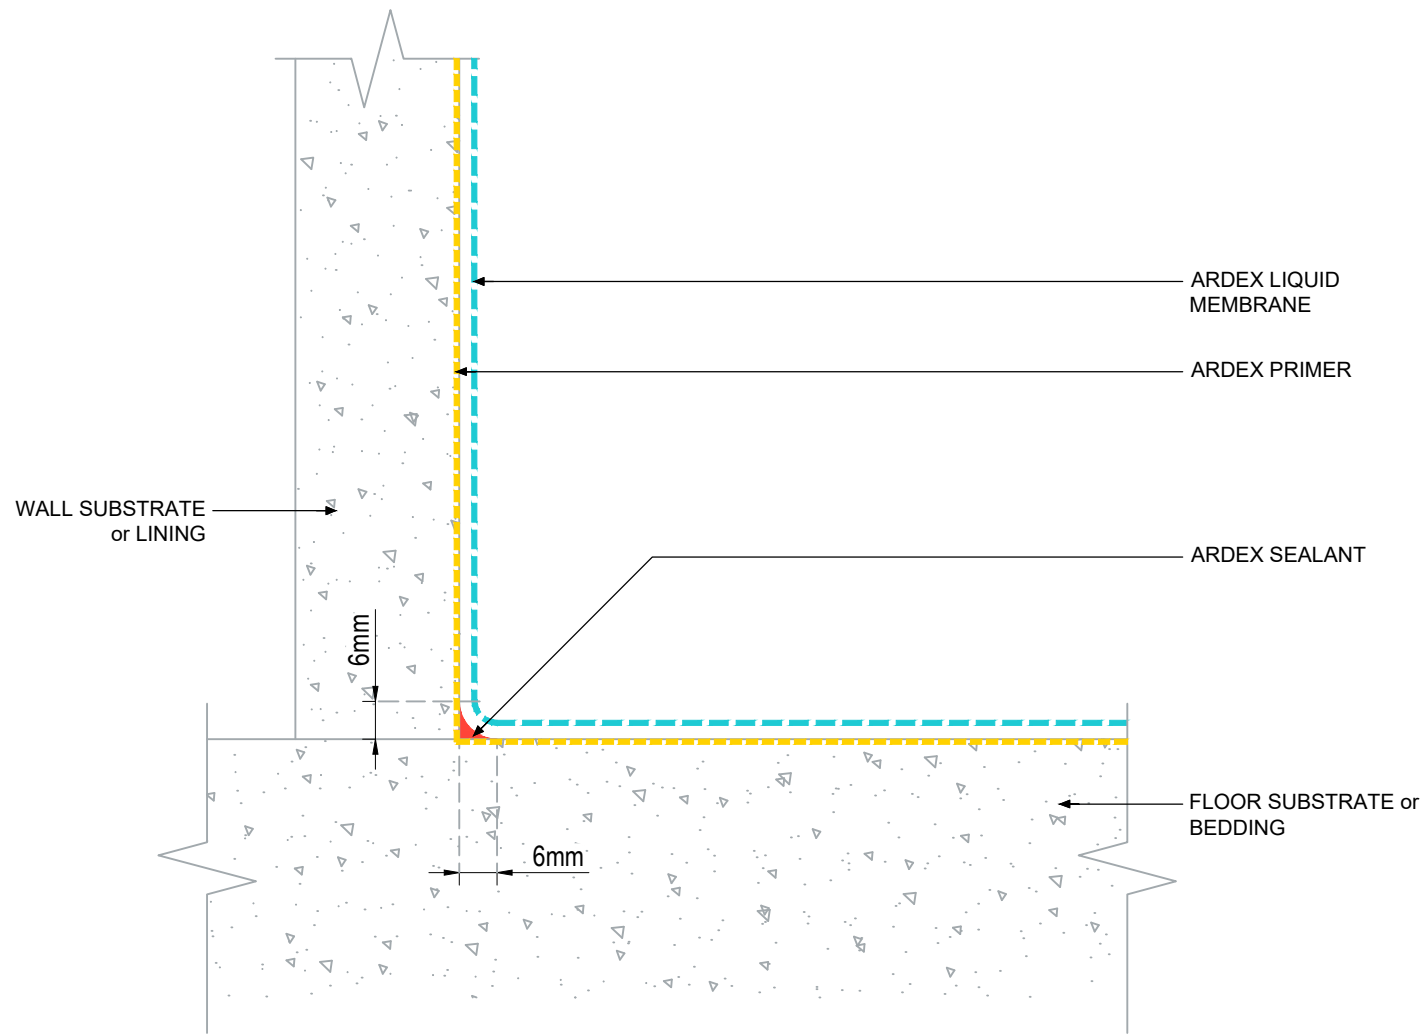 ARDEX LIQUID
MEMBRANE
ARDEX PRIMER
WALL SUBSTRATE
or LINING
ARDEX SEALANT
6mm
FLOOR SUBSTRATE or
BEDDING
6mm